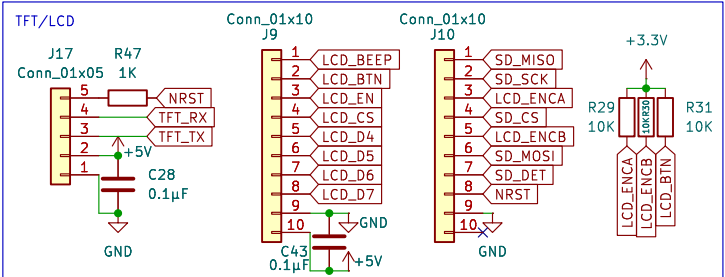 TFT/LCD
J17
Conn_01x05
R47
1K
5
NRST
4
TFT_RX
3
TFT_TX
2
+5V
1
C28
0.1µF
GND
Conn_01x10
J9
1
LCD_BEEP
2
LCD_BTN
3
LCD_EN
4
LCD_CS
5
LCD_D4
6
LCD_D5
7
LCD_D6
8
LCD_D7
9
GND
10
C43
0.1µF
+5V
Conn_01x10
J10
1
SD_MISO
2
SD_SCK
3
LCD_ENCA
4
SD_CS
5
LCD_ENCB
6
SD_MOSI
7
SD_DET
8
NRST
9
GND
10
+3.3V
R29
10K
R30
10K
R31
10K
LCD_ENCA
LCD_ENCB
LCD_BTN